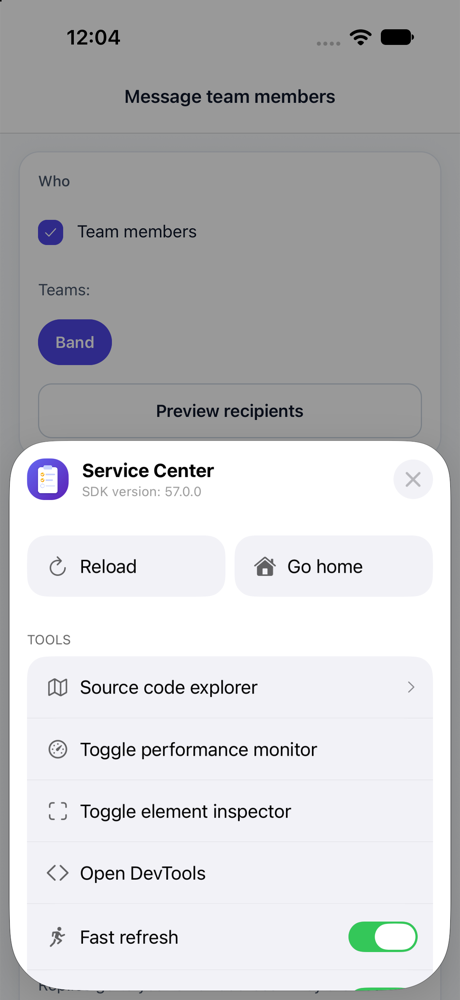 12:04
Message team members
Who
Team members
Teams:
Band
Preview recipients
Service Center
SDK version: 57.0.0
Reload
Go home
TOOLS
Source code explorer
Toggle performance monitor
Toggle element inspector
Open DevTools
Fast refresh